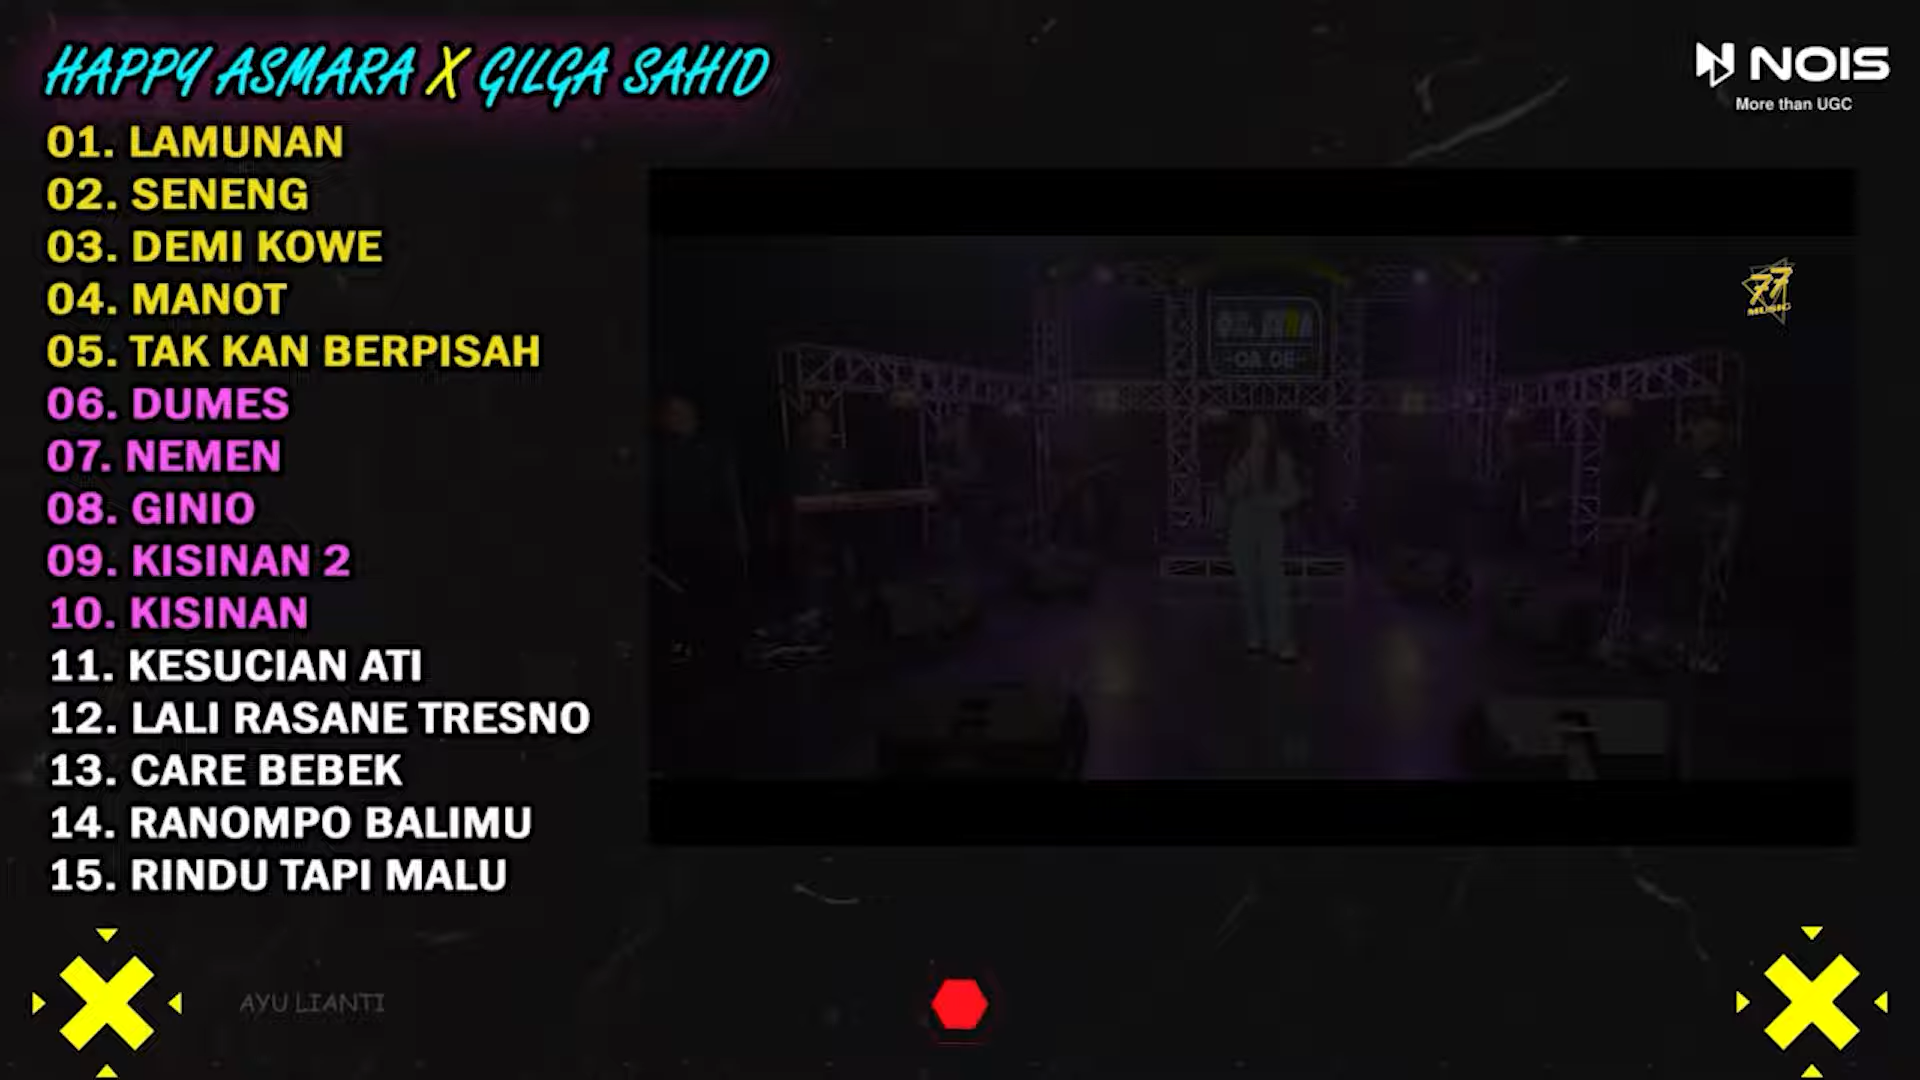 HAPPY ASMARA X GILGA SAHID
NOIS
More than UGC
01. LAMUNAN
02. SENENG
03. DEMI KOWE
04. MANOT
05. TAK KAN BERPISAH
06. DUMES
07. NEMEN
08. GINIO
09. KISINAN 2
10. KISINAN
11. KESUCIAN ATI
12. LALI RASANE TRESNO
13. CARE BEBEK
14. RANOMPO BALIMU
15. RINDU TAPI MALU
77
MUSIC
AYU LIANTI